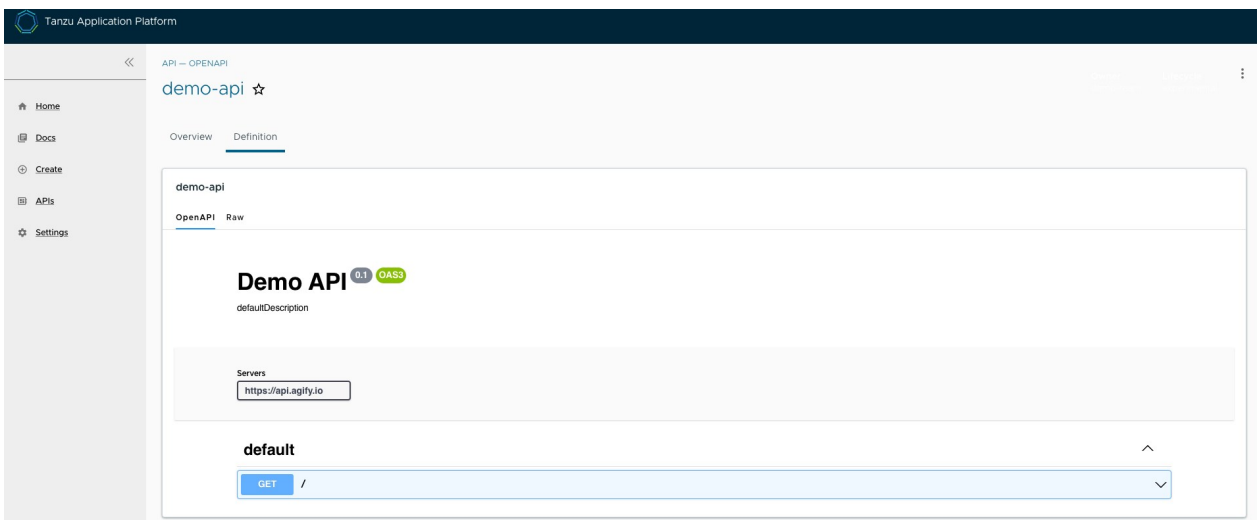 Tanzu Application Platform
API — OPENAPI
demo-api
Home
Docs
Create
APIs
Settings
Overview Definition
demo-api
OpenAPI Raw
Demo API 0.1 OAS3
defaultDescription
Servers
https://api.agify.io
default
GET /